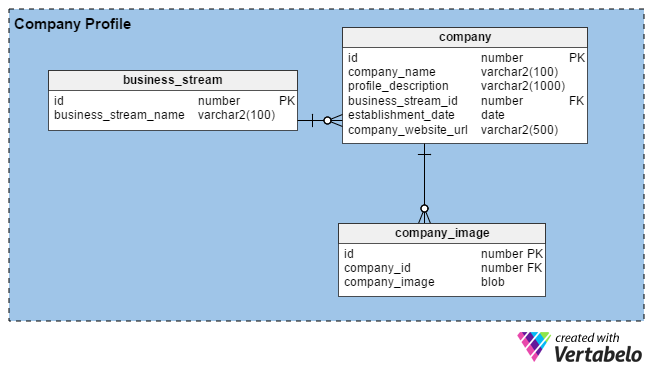 Company Profile
company
id number PK
company_name varchar2(100)
profile_description varchar2(1000)
business_stream_id number FK
establishment_date date
company_website_url varchar2(500)
business_stream
id number PK
business_stream_name varchar2(100)
company_image
id number PK
company_id number FK
company_image blob
created with
Vertabelo